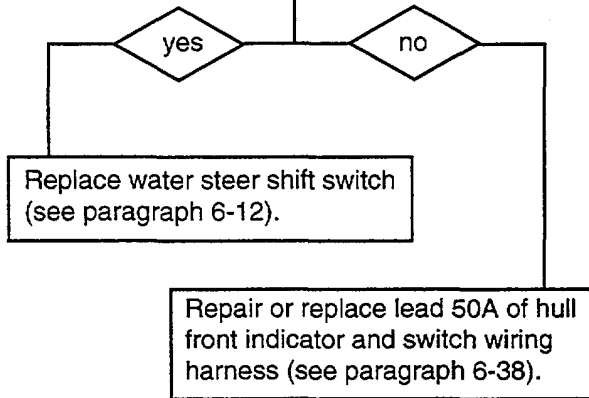 yes
no
Replace water steer shift switch
(see paragraph 6-12).
Repair or replace lead 50A of hull
front indicator and switch wiring
harness (see paragraph 6-38).